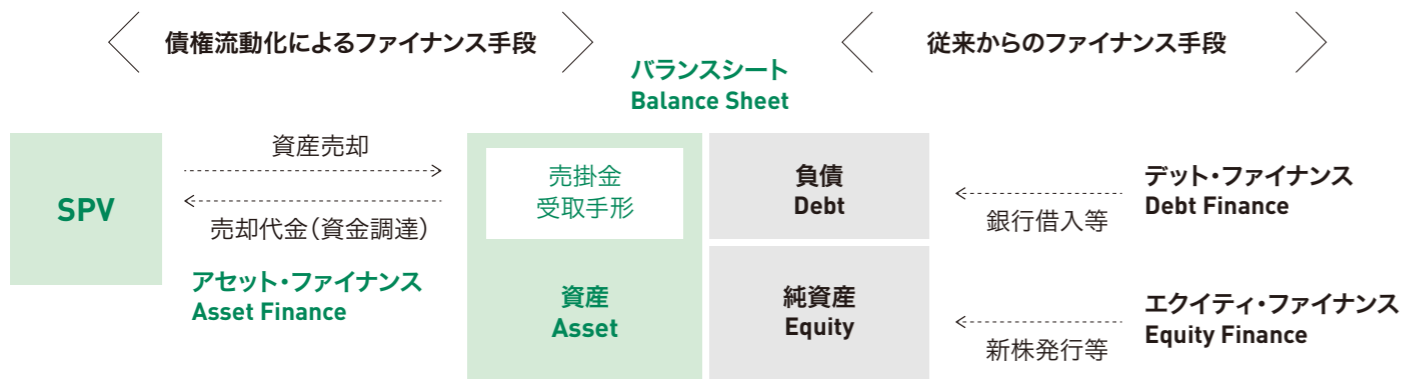 債権流動化によるファイナンス手段
従来からのファイナンス手段
バランスシート
Balance Sheet
SPV
資産売却
売却代金（資金調達）
アセット・ファイナンス
Asset Finance
売掛金
受取手形
資産
Asset
負債
Debt
純資産
Equity
銀行借入等
デット・ファイナンス
Debt Finance
新株発行等
エクイティ・ファイナンス
Equity Finance